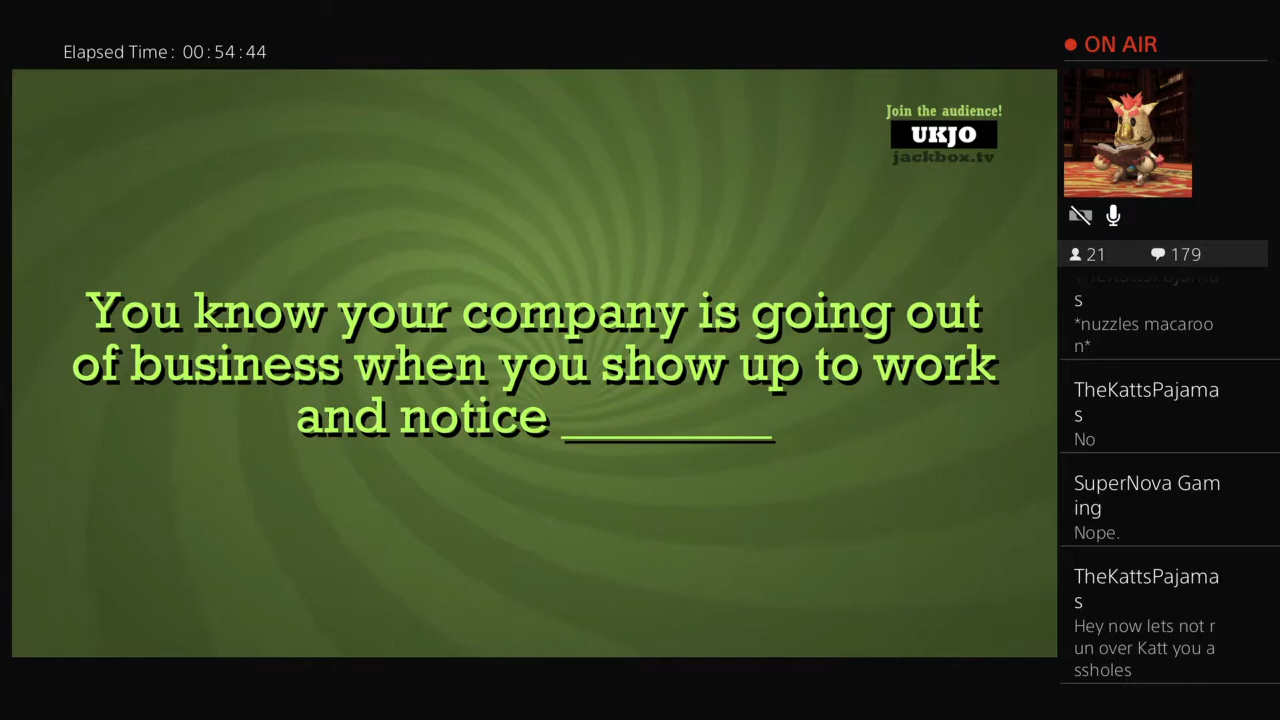 Elapsed Time: 00:54:44
ON AIR
Join the audience!
UKJO
jackbox.tv
You know your company is going out
of business when you show up to work
and notice __________
21 179
TheKattsPajama
s
*nuzzles macaroo
n*
TheKattsPajama
s
No
SuperNova Gam
ing
Nope.
TheKattsPajama
s
Hey now lets not r
un over Katt you a
ssholes